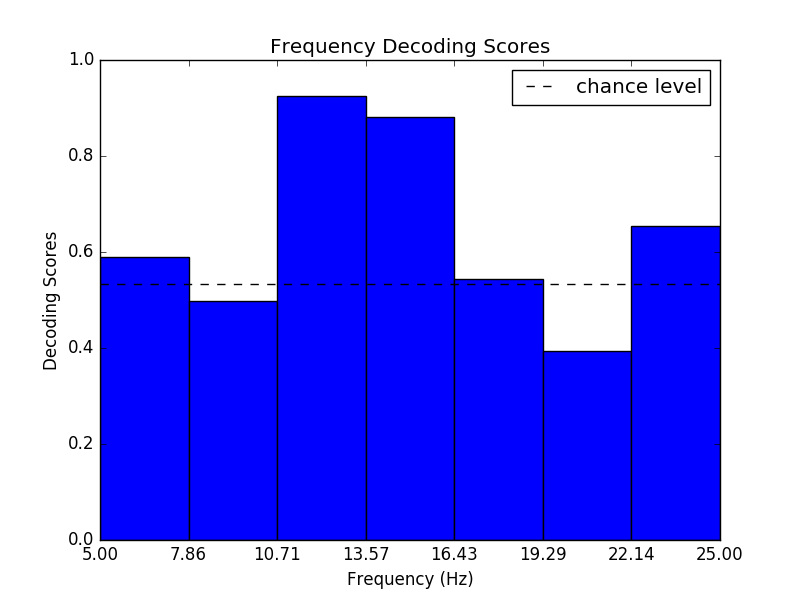 Frequency Decoding Scores
chance level
1.0
0.8
0.6
0.4
0.2
0.0
Decoding Scores
5.00 7.86 10.71 13.57 16.43 19.29 22.14 25.00
Frequency (Hz)